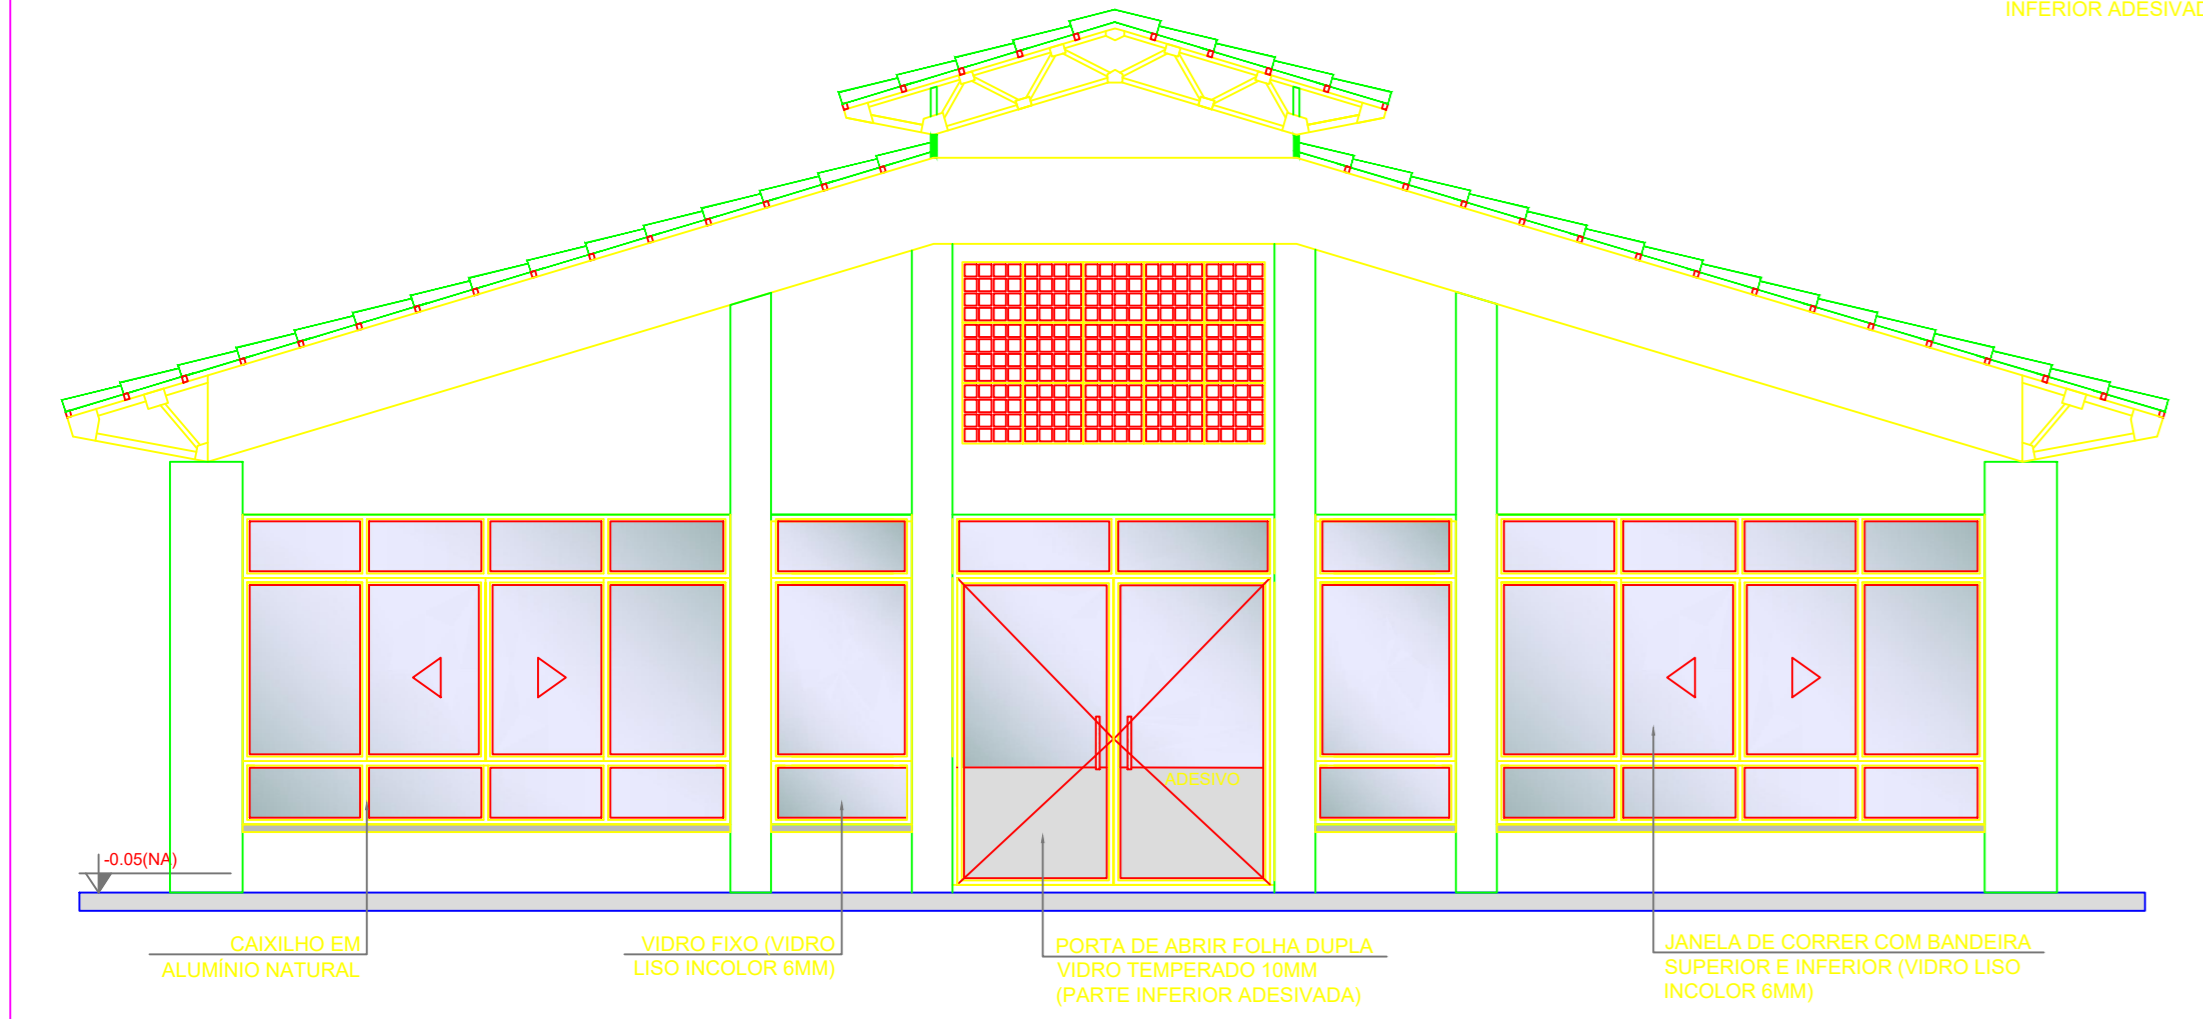 INFERIOR ADESIVAD
ADESIVO
-0.05(NA)
CAIXILHO EM
ALUMÍNIO NATURAL
VIDRO FIXO (VIDRO
LISO INCOLOR 6MM)
PORTA DE ABRIR FOLHA DUPLA
VIDRO TEMPERADO 10MM
(PARTE INFERIOR ADESIVADA)
JANELA DE CORRER COM BANDEIRA
SUPERIOR E INFERIOR (VIDRO LISO
INCOLOR 6MM)